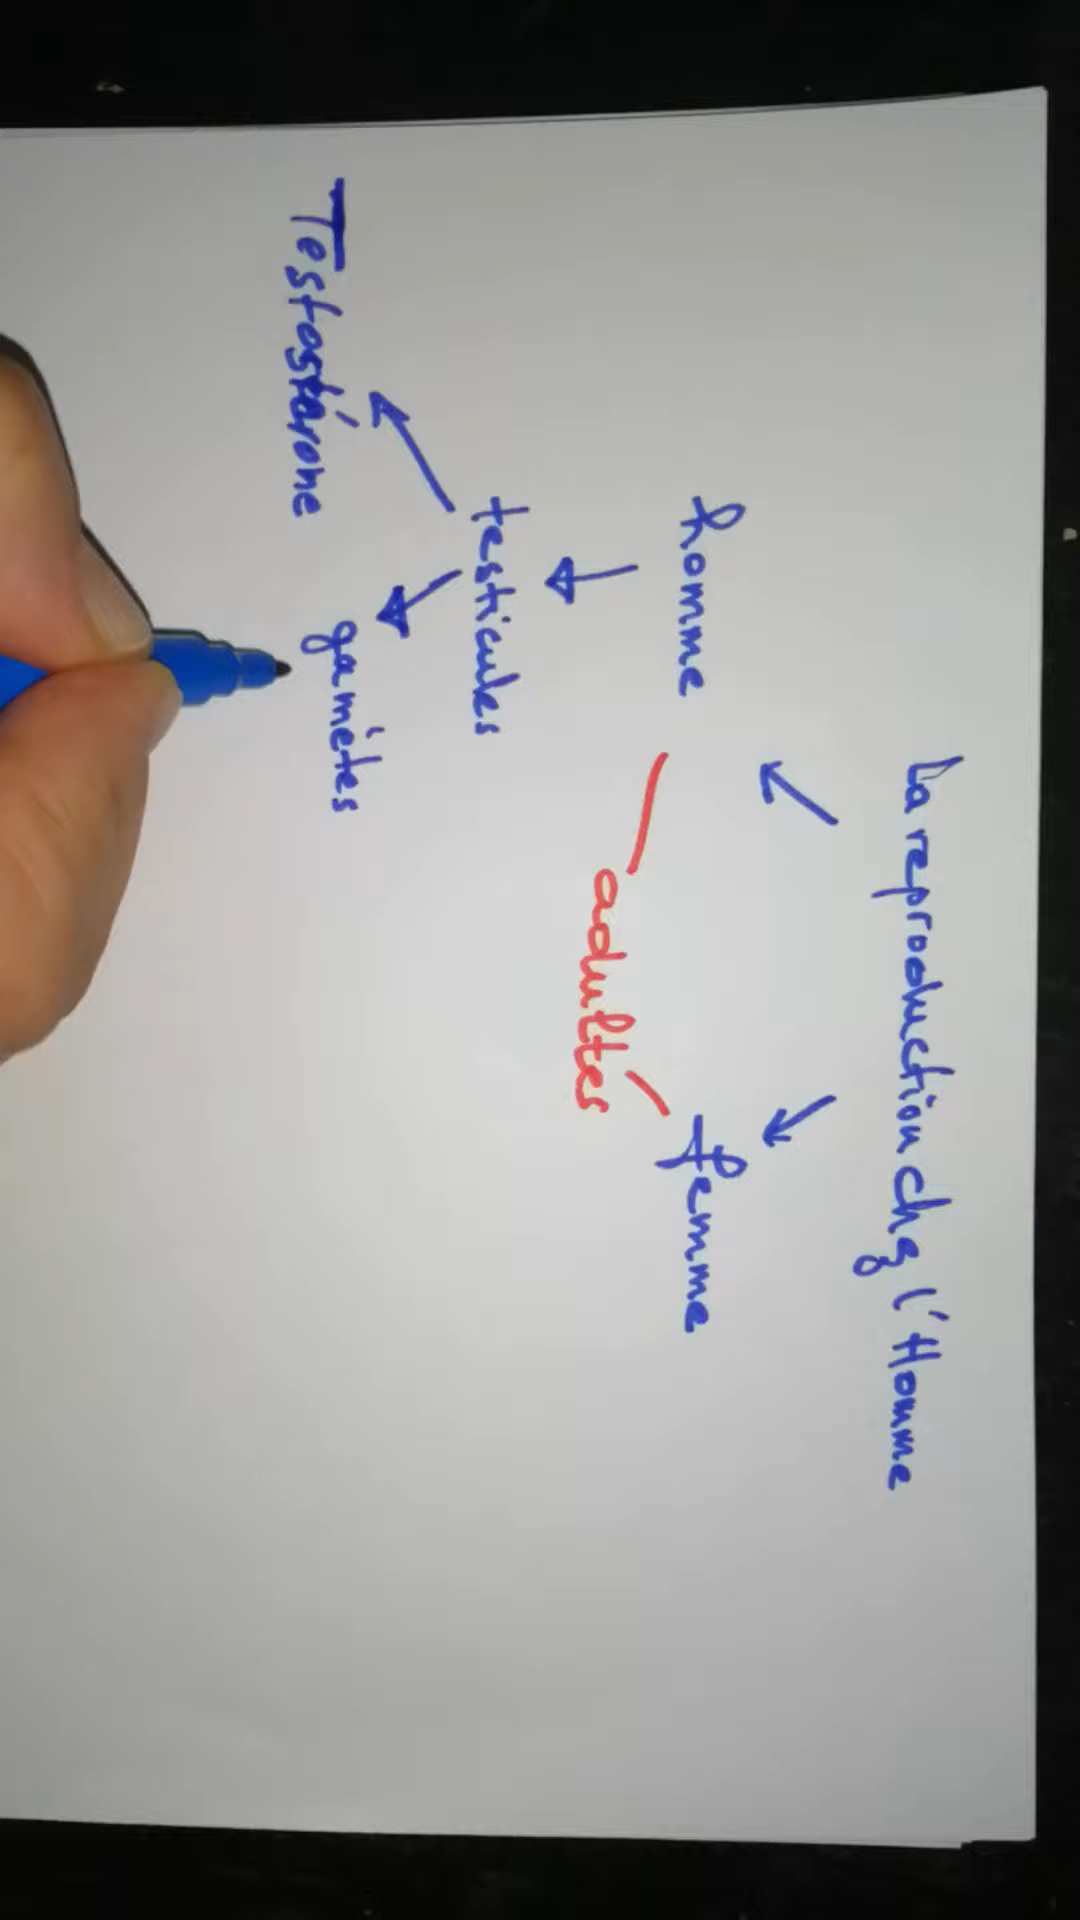 La reproduction chez l'Homme
homme
femme
adultes
testicules
Testostérone
gamètes